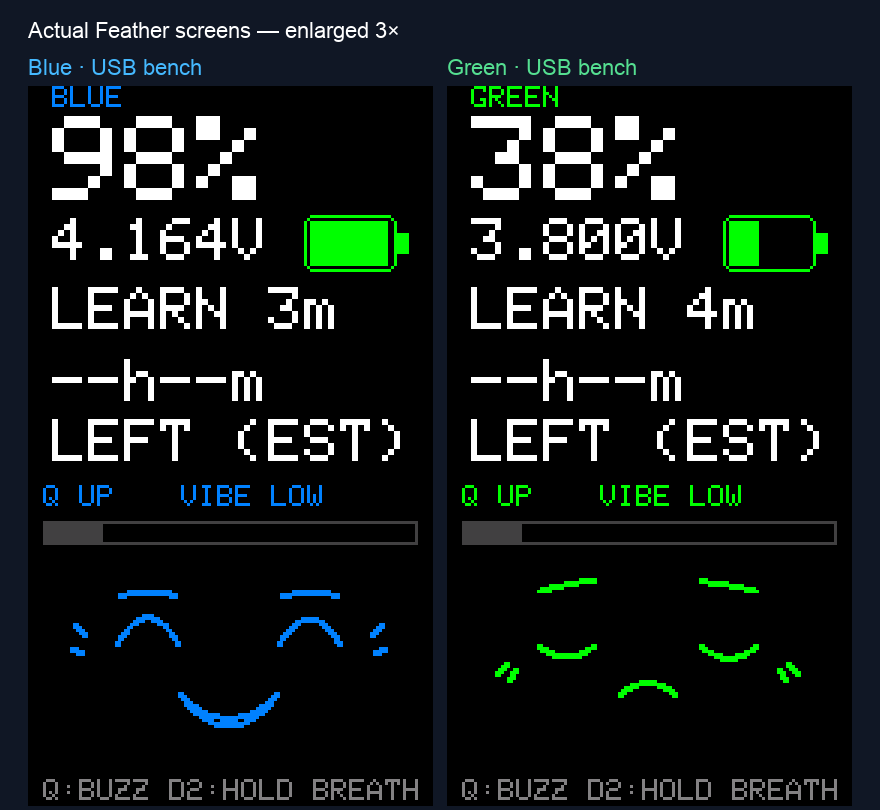 Actual Feather screens — enlarged 3×
Blue · USB bench
BLUE
98%
4.164V
LEARN 3m
--h--m
LEFT (EST)
Q UP VIBE LOW
Q:BUZZ D2:HOLD BREATH
Green · USB bench
GREEN
38%
3.800V
LEARN 4m
--h--m
LEFT (EST)
Q UP VIBE LOW
Q:BUZZ D2:HOLD BREATH